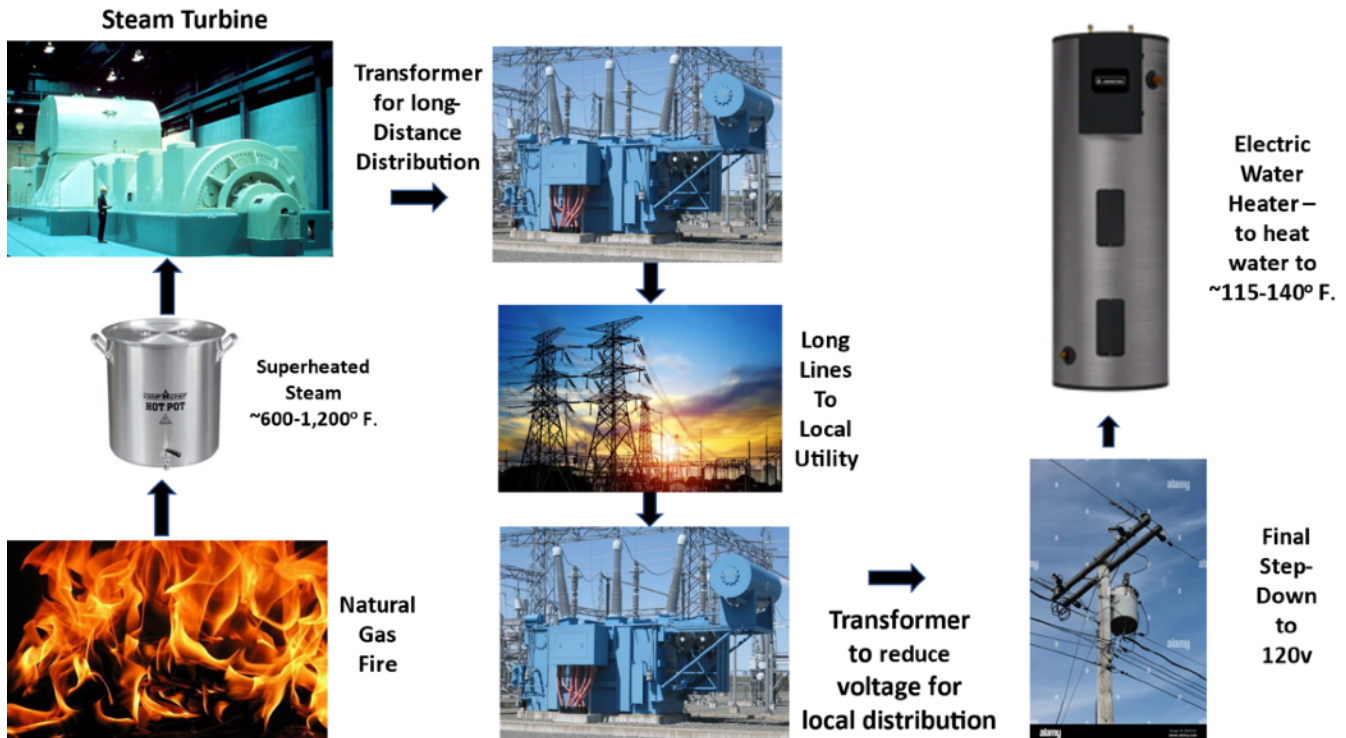 Steam Turbine
Transformer
for long-
Distance
Distribution
Superheated
Steam
~600-1,200º F.
HOT POT
Natural
Gas
Fire
Long
Lines
To
Local
Utility
Transformer
to reduce
voltage for
local distribution
Electric
Water
Heater –
to heat
water to
~115-140º F.
alamy
alamy
Final
Step-
Down
to
120v